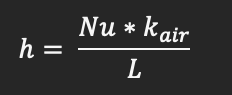 h = Nu * k_air / L